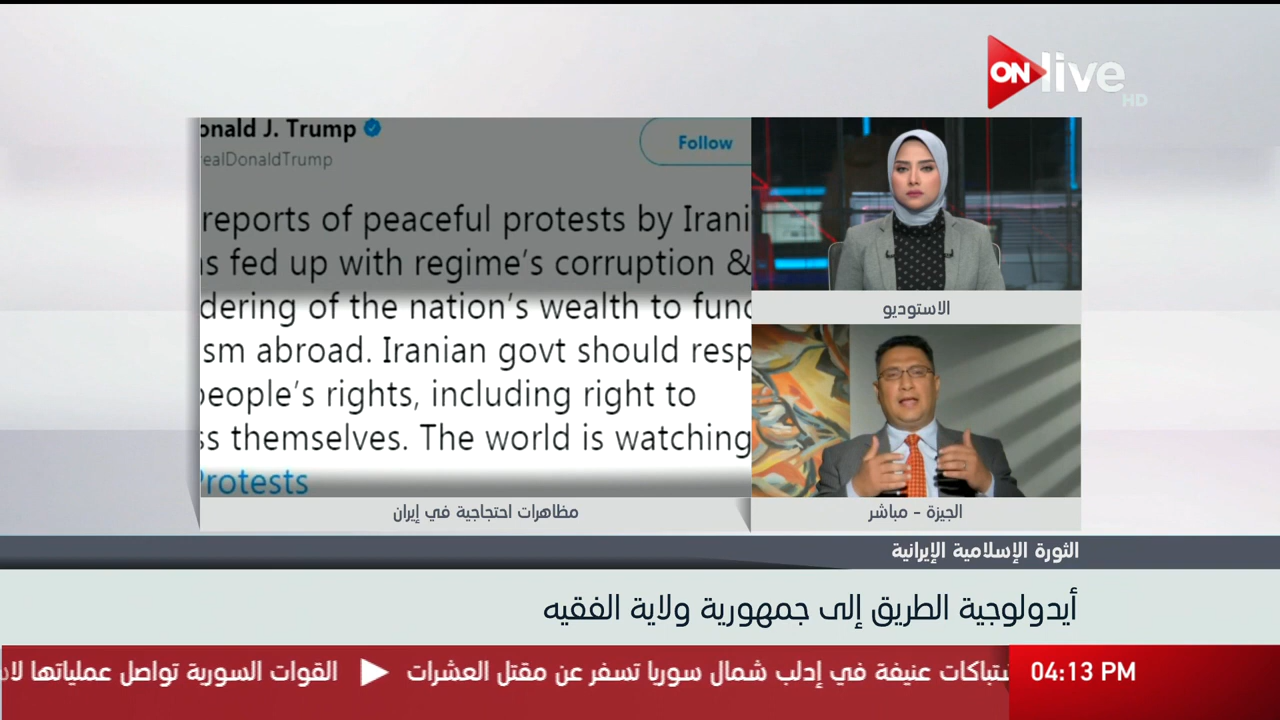 ON live HD
onald J. Trump
realDonaldTrump
Follow
reports of peaceful protests by Irani
s fed up with regime's corruption &
dering of the nation's wealth to fund
sm abroad. Iranian govt should resp
people's rights, including right to
ss themselves. The world is watching
Protests
الاستوديو
الجيزة - مباشر
مظاهرات احتجاجية في إيران
الثورة الإسلامية الإيرانية
أيدولوجية الطريق إلى جمهورية ولاية الفقيه
04:13 PM
شتباكات عنيفة في إدلب شمال سوريا تسفر عن مقتل العشرات ◀ القوات السورية تواصل عملياتها لاس